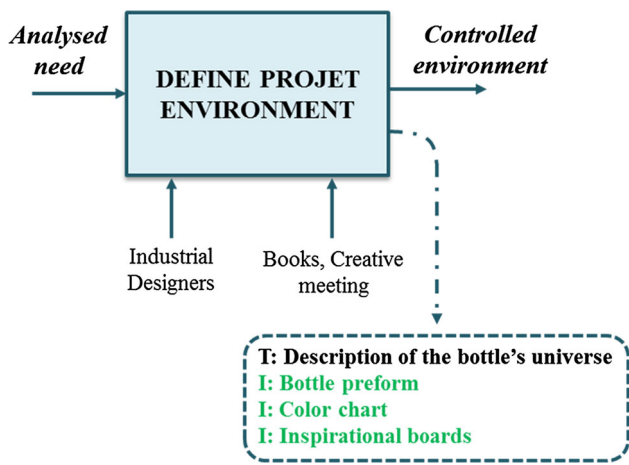 Analysed
need
Controlled
environment
DEFINE PROJET
ENVIRONMENT
Industrial
Designers
Books, Creative
meeting
T: Description of the bottle's universe
I: Bottle preform
I: Color chart
I: Inspirational boards